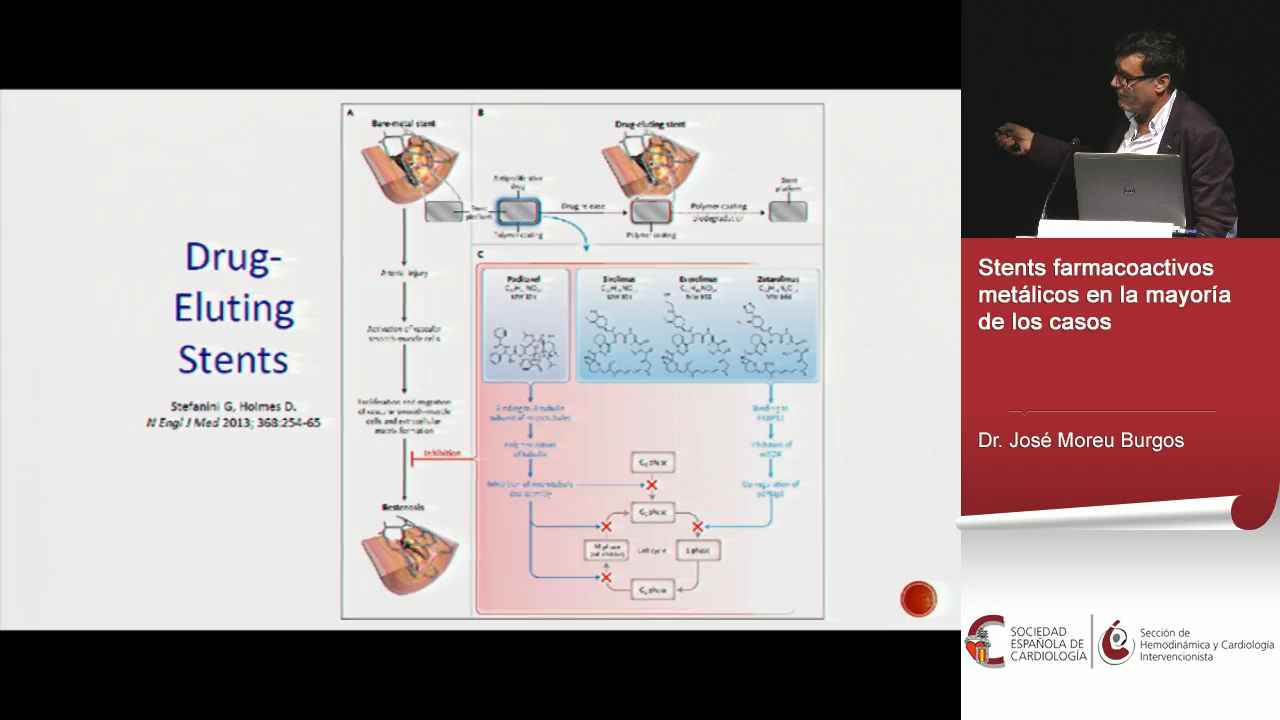 Drug-
Eluting
Stents
Stefanini G, Holmes D.
N Engl J Med 2013; 368:254-65
A
Bare-metal stent
Stent
platform
Arterial injury
Activation of vascular
smooth-muscle cells
Proliferation and migration
of vascular smooth-muscle
cells and extracellular
matrix formation
Inhibition
Restenosis
B
Drug-eluting stent
Antiproliferative
drug
Polymer coating
Drug release
Polymer coating
Polymer coating
biodegradation
Stent
platform
C
Paclitaxel
Sirolimus
Everolimus
Zotarolimus
Binding to
subunit of microtubules
Polymerization
of tubulin
Inhibition of microtubule
disassembly
Binding to
FKBP12
Inhibition of
mTOR
Up-regulation of
G0 phase
G1 phase
M phase
(cell division)
Cell cycle
S phase
G2 phase
DELL
Stents farmacoactivos
metálicos en la mayoría
de los casos
Dr. José Moreu Burgos
SOCIEDAD
ESPAÑOLA DE
CARDIOLOGÍA
Sección de
Hemodinámica y Cardiología
Intervencionista